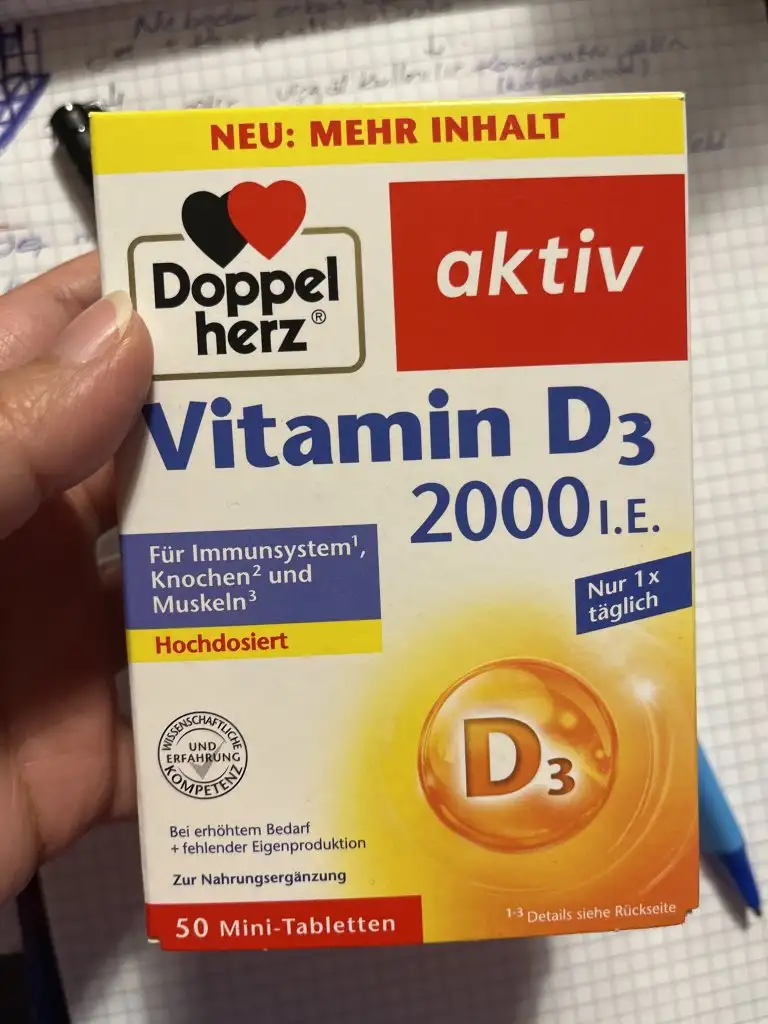 NEU: MEHR INHALT
Doppel
herz®
aktiv
Vitamin D3
2000 I.E.
Für Immunsystem¹,
Knochen² und
Muskeln³
Hochdosiert
Nur 1x
täglich
WISSENSCHAFTLICHE
UND
ERFAHRUNG
KOMPETENZ
D3
Bei erhöhtem Bedarf
+ fehlender Eigenproduktion
Zur Nahrungsergänzung
50 Mini-Tabletten
¹⁻³ Details siehe Rückseite